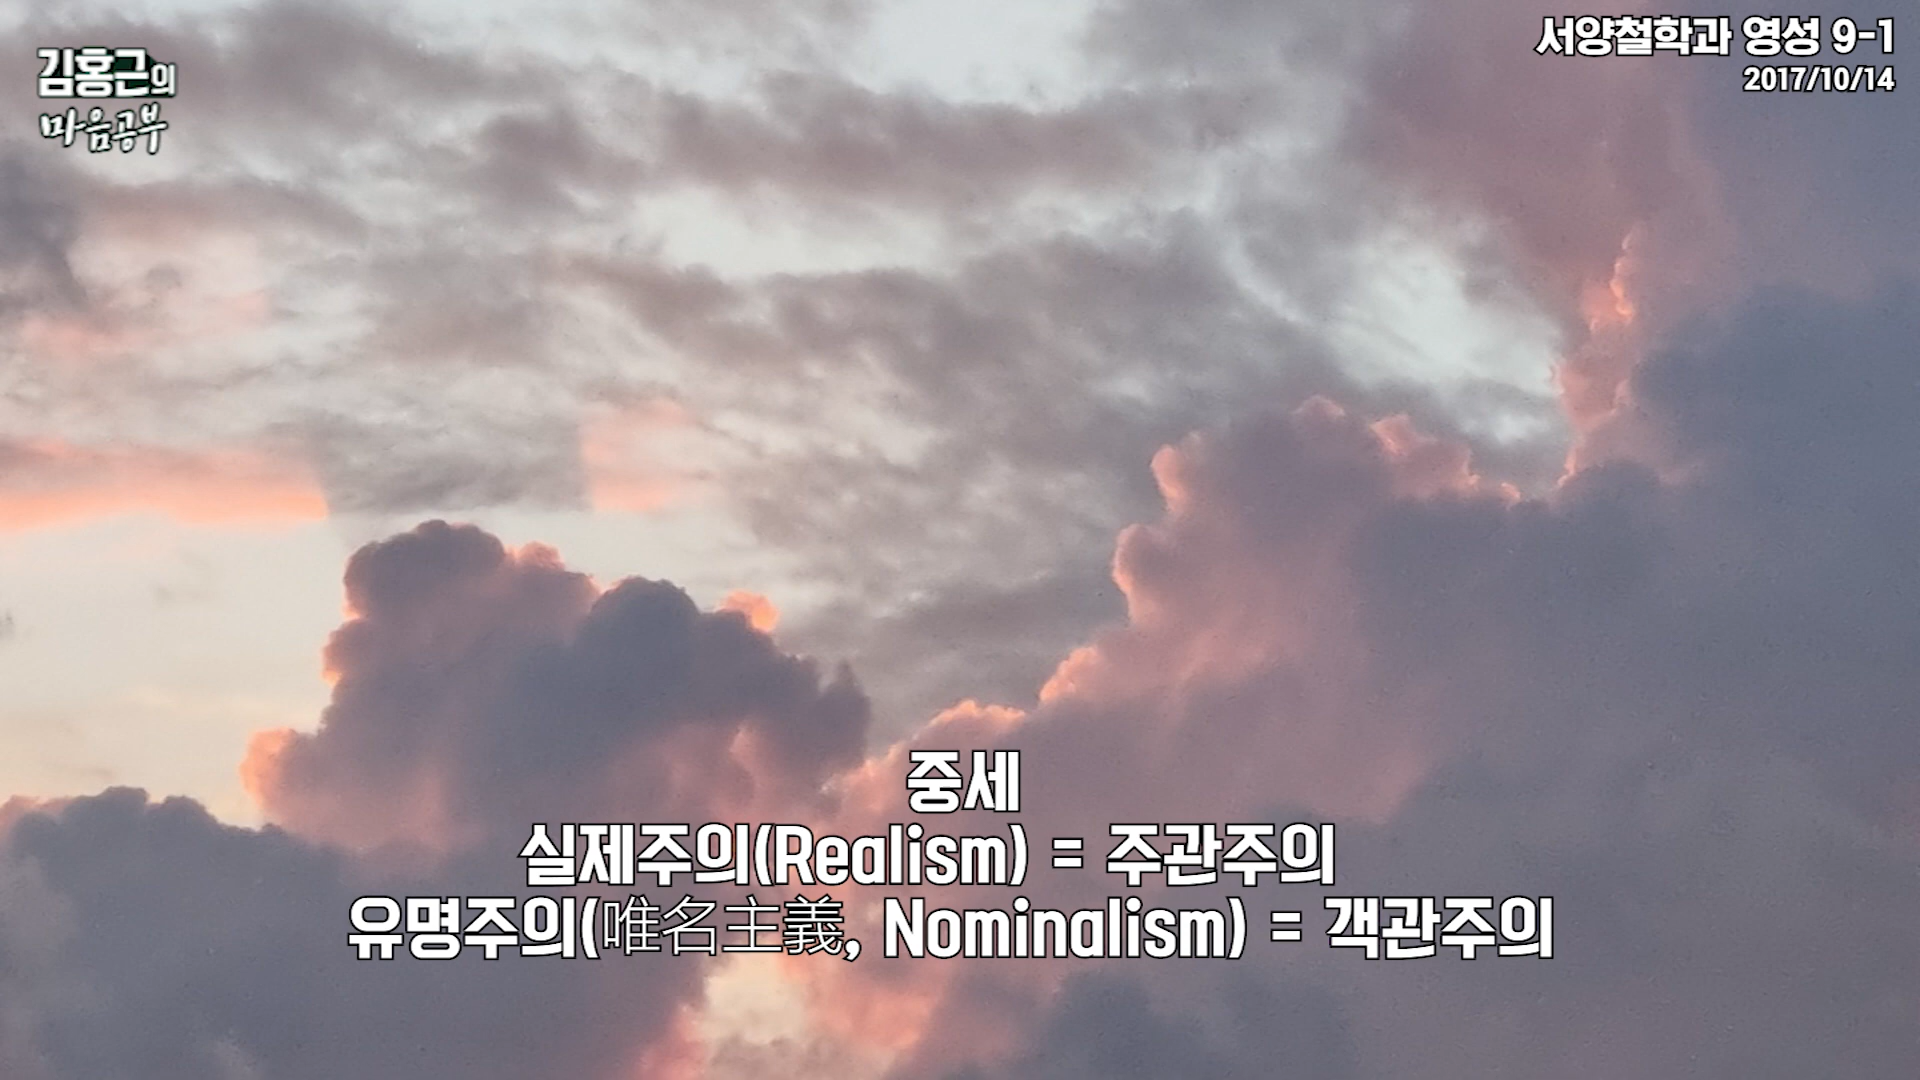 김홍근의
마음공부
서양철학과 영성 9-1
2017/10/14
중세
실제주의(Realism) = 주관주의
유명주의(唯名主義, Nominalism) = 객관주의